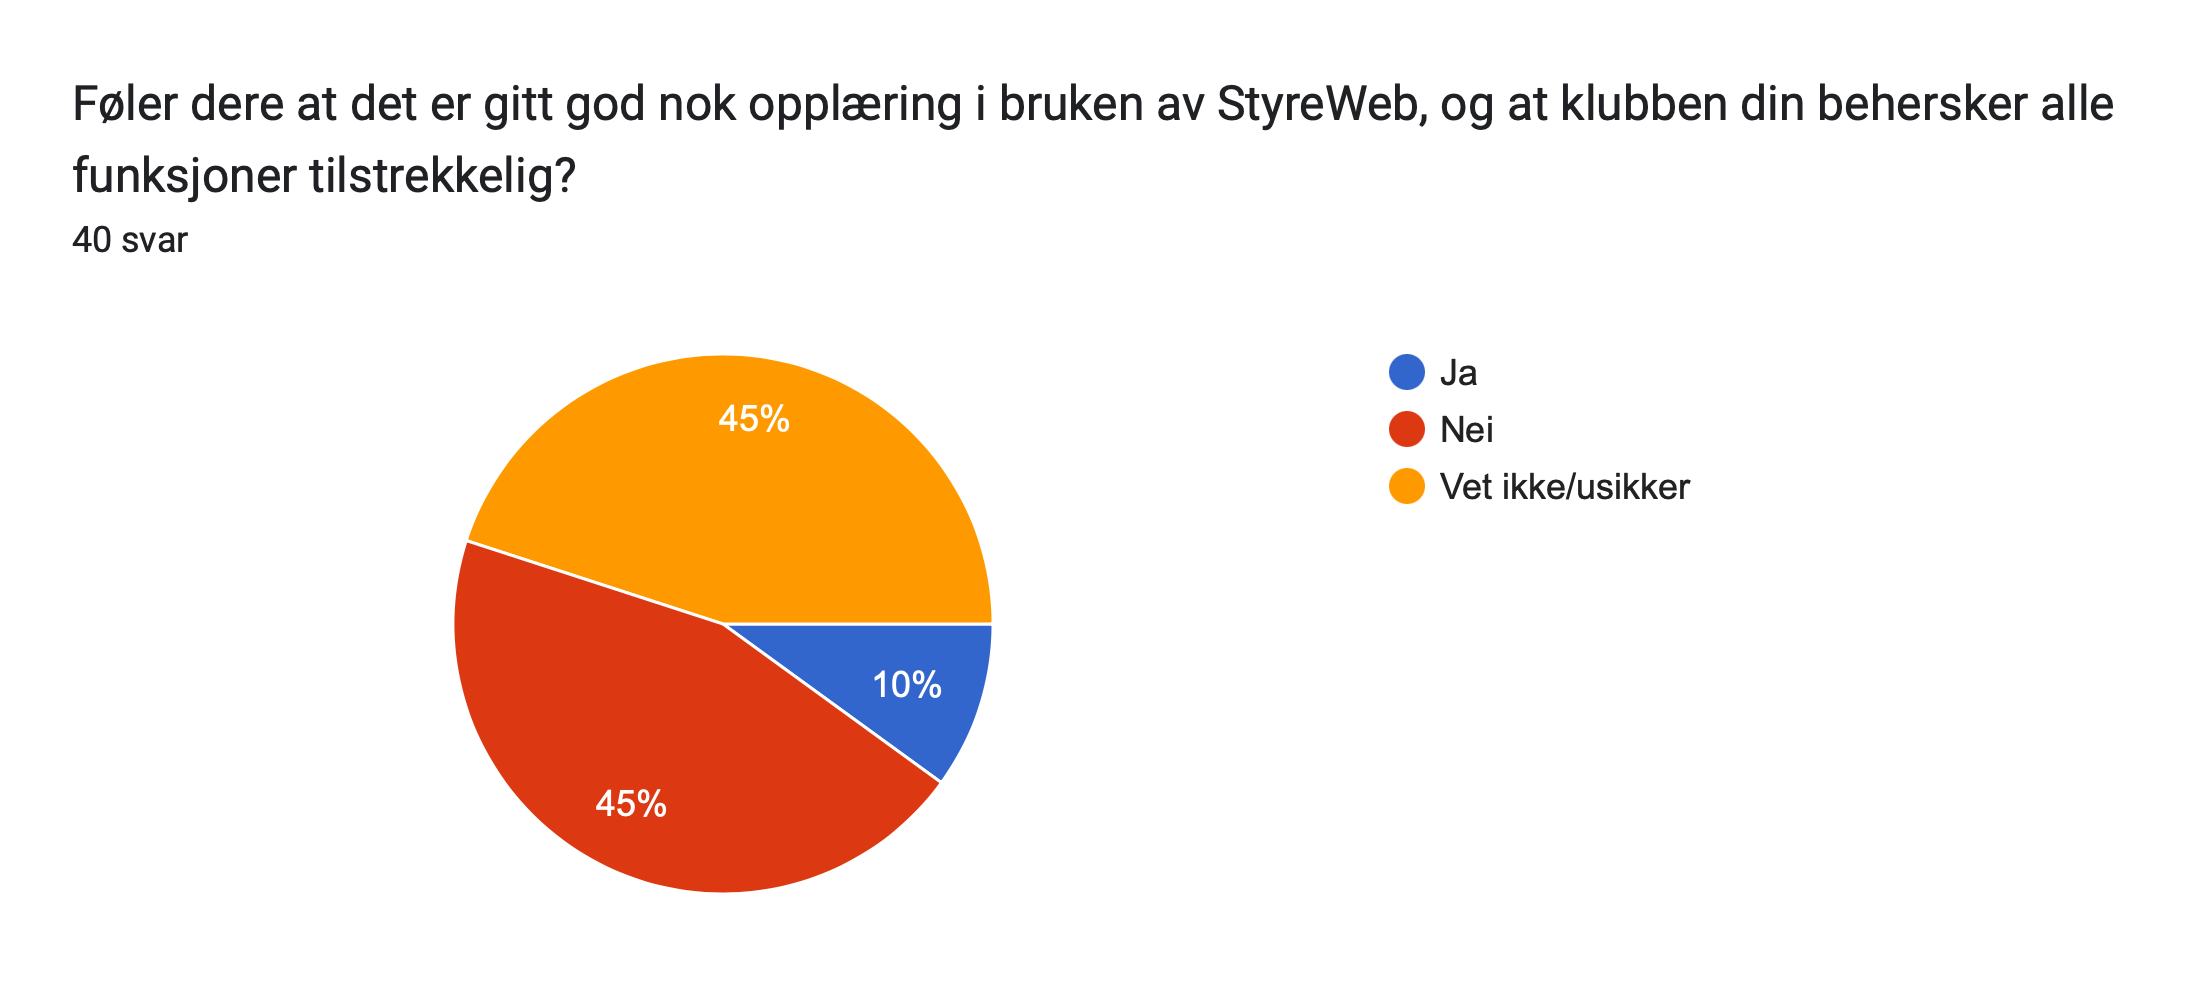 Føler dere at det er gitt god nok opplæring i bruken av StyreWeb, og at klubben din behersker alle
funksjoner tilstrekkelig?
40 svar
Ja
Nei
Vet ikke/usikker
45%
10%
45%